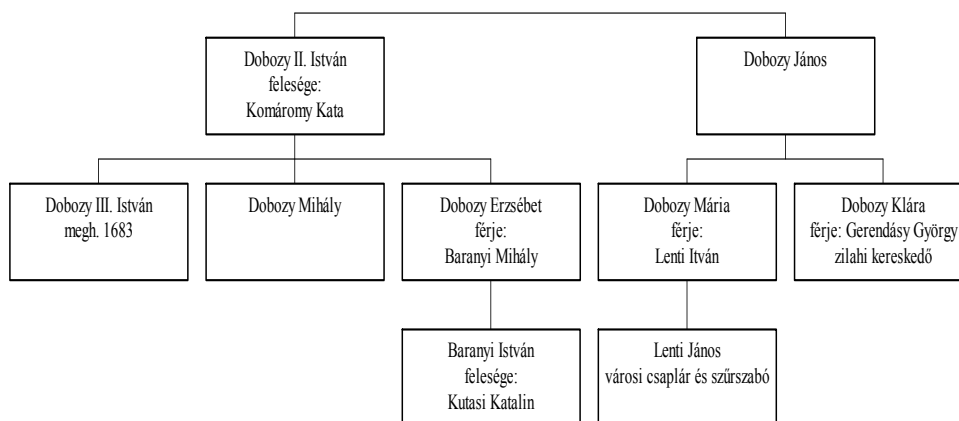 Dobozy II. István
felesége:
Komáromy Kata
Dobozy János
Dobozy III. István
megh. 1683
Dobozy Mihály
Dobozy Erzsébet
férje:
Baranyi Mihály
Dobozy Mária
férje:
Lenti Itván
Dobozy Klára
férje: Gerendásy György
zilahi kereskedő
Baranyi István
felesége:
Kutasi Katalin
Lenti János
városi csaplár és szűrszabó